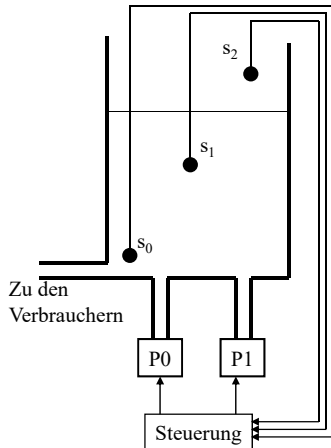 s2
s1
s0
Zu den
Verbrauchern
P0
P1
Steuerung